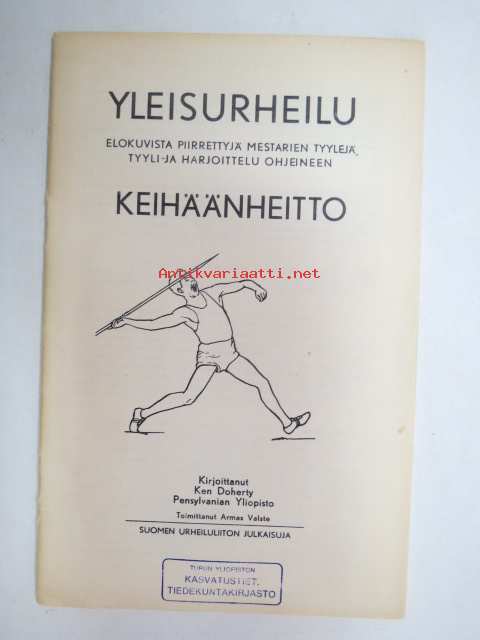 YLEISURHEILU
ELOKUVISTA PIIRRETTYJÄ MESTARIEN TYYLEJÄ,
TYYLI-JA HARJOITTELU OHJEINEEN
KEIHÄÄNHEITTO
Antikvariaatti.net
Kirjoittanut
Ken Doherty
Pensylvanian Yliopisto
Toimittanut Armas Valste
SUOMEN URHEILULIITON JULKAISUJA
TURUN YLIOPISTON
KASVATUSTIET.
TIEDEKUNTAKIRJASTO